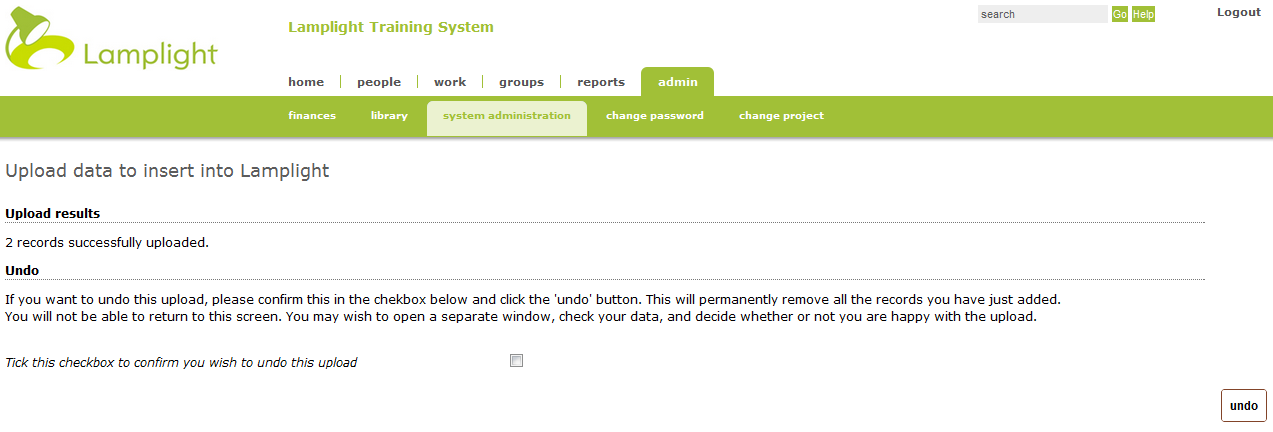 Lamplight
Lamplight Training System
search Go Help Logout
home people work groups reports admin
finances library system administration change password change project
Upload data to insert into Lamplight
Upload results
2 records successfully uploaded.
Undo
If you want to undo this upload, please confirm this in the chekbox below and click the 'undo' button. This will permanently remove all the records you have just added.
You will not be able to return to this screen. You may wish to open a separate window, check your data, and decide whether or not you are happy with the upload.
Tick this checkbox to confirm you wish to undo this upload
undo